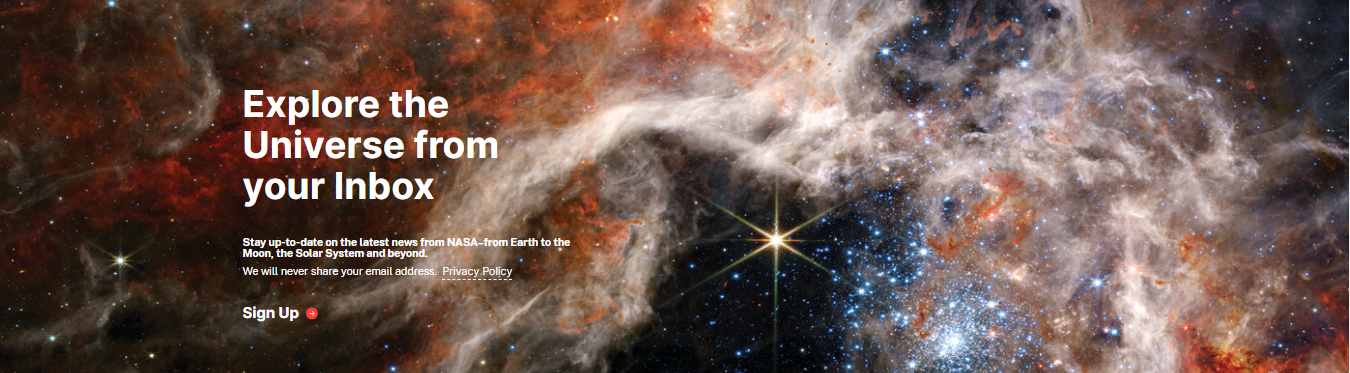 Explore the
Universe from
your Inbox
Stay up-to-date on the latest news from NASA–from Earth to the
Moon, the Solar System and beyond.
We will never share your email address. Privacy Policy
Sign Up